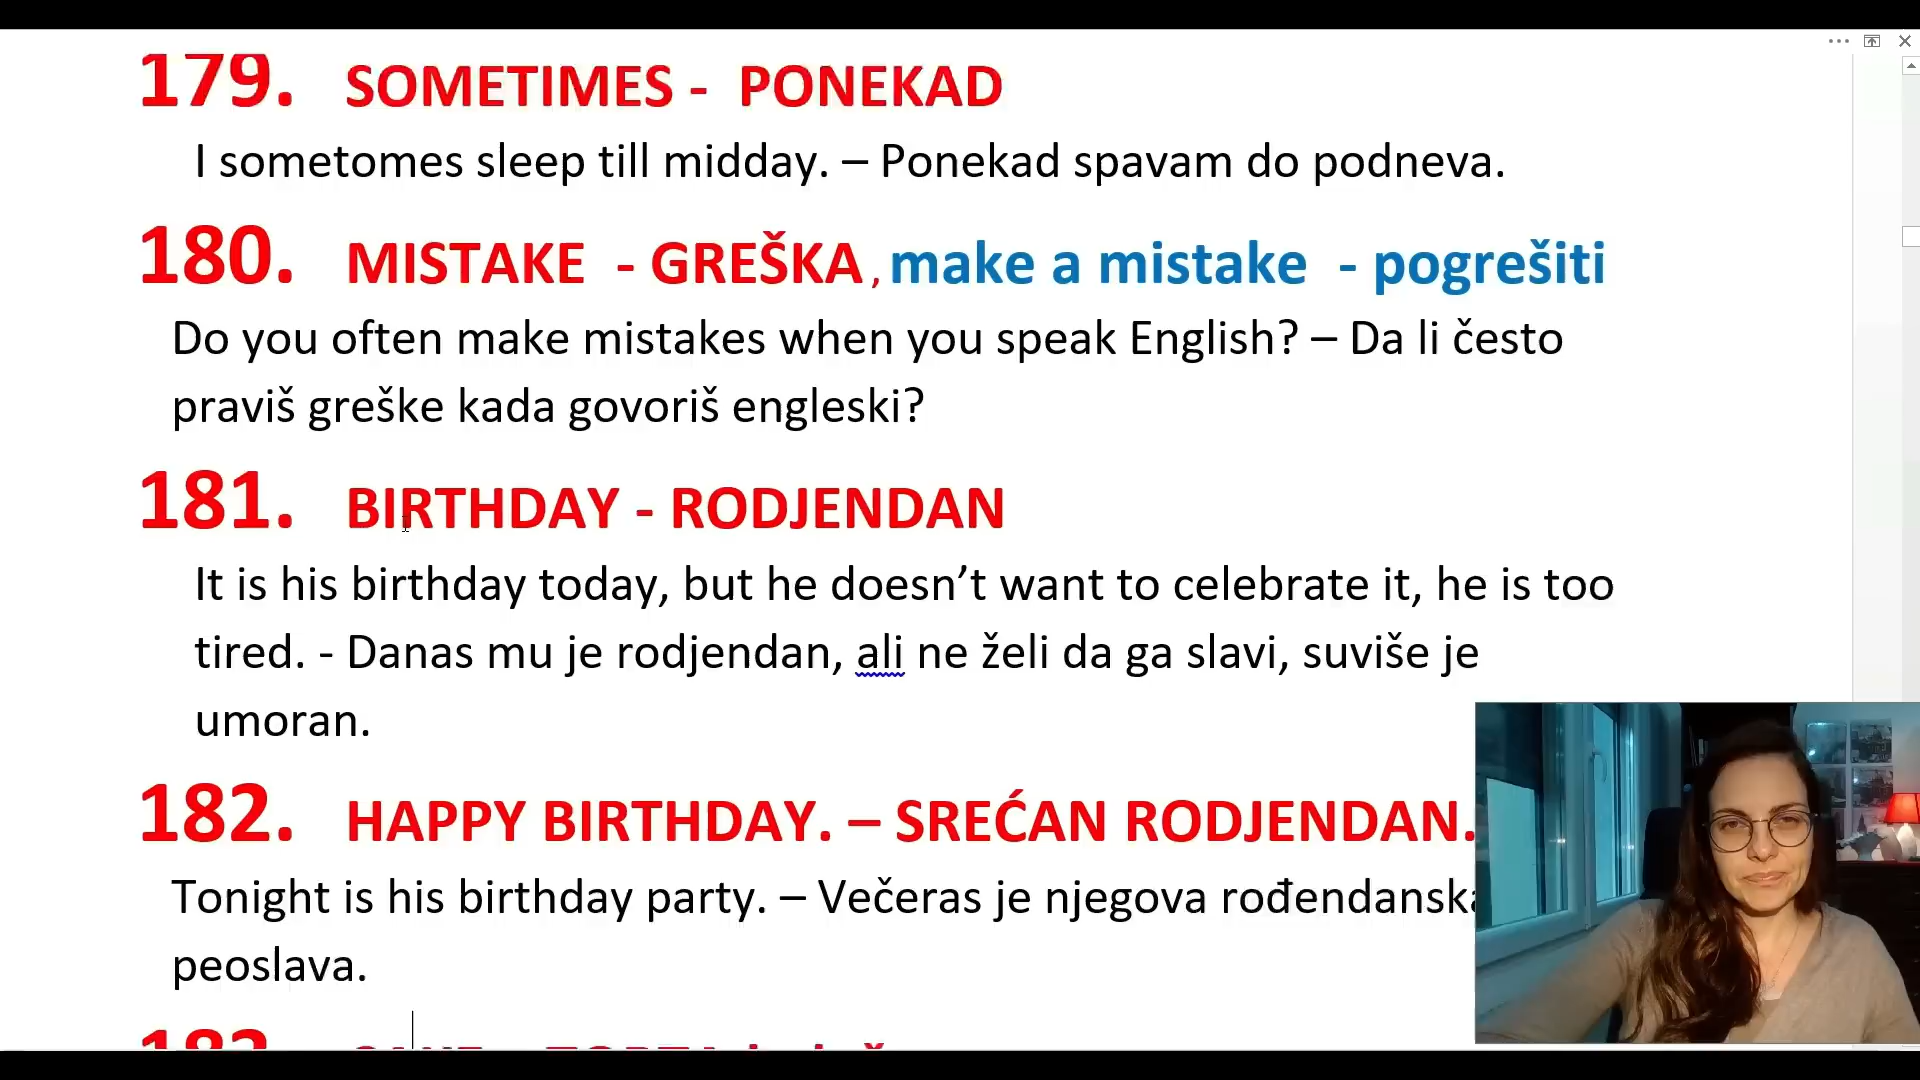 179. SOMETIMES - PONEKAD
I sometomes sleep till midday. – Ponekad spavam do podneva.
180. MISTAKE - GREŠKA, make a mistake - pogrešiti
Do you often make mistakes when you speak English? – Da li često
praviš greške kada govoriš engleski?
181. BIRTHDAY - RODJENDAN
It is his birthday today, but he doesn’t want to celebrate it, he is too
tired. - Danas mu je rodjendan, ali ne želi da ga slavi, suviše je
umoran.
182. HAPPY BIRTHDAY. – SREĆAN RODJENDAN.
Tonight is his birthday party. – Večeras je njegova rođendanska
peoslava.